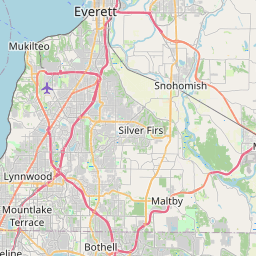 Everett
Mukilteo
Snohomish
Silver Firs
Lynnwood
Mountlake
Terrace
Maltby
Bothell